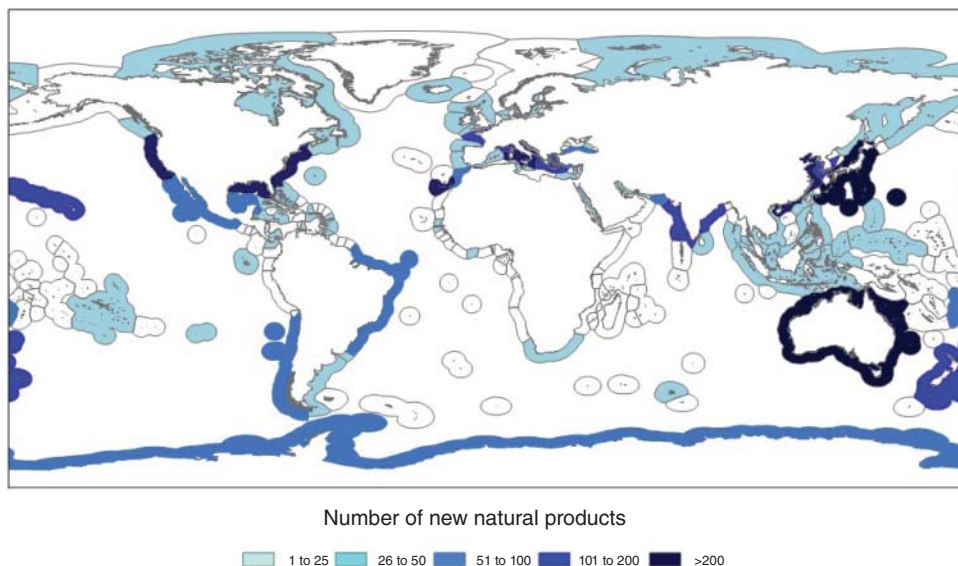 Number of new natural products
1 to 25 26 to 50 51 to 100 101 to 200 >200